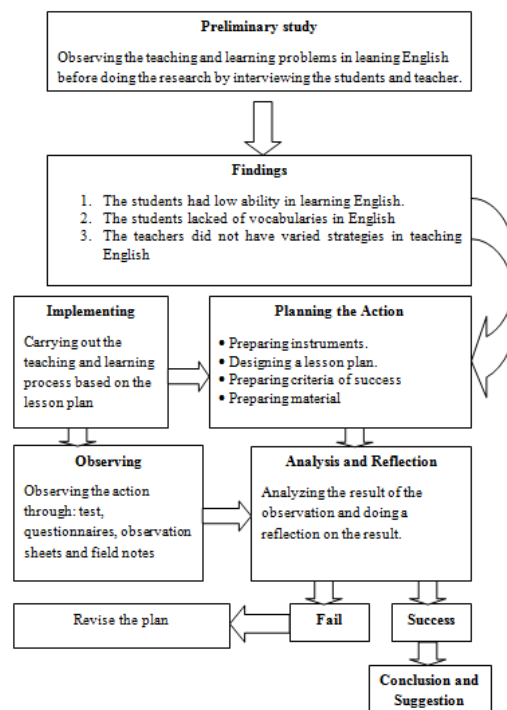 Preliminary study
Observing the teaching and learning problems in leaning English
before doing the research by interviewing the students and teacher.
Findings
1. The students had low ability in learning English.
2. The students lacked of vocabularies in English
3. The teachers did not have varied strategies in teaching
English
Implementing
Carrying out the
teaching and learning
process based on the
lesson plan
Planning the Action
• Preparing instruments.
• Designing a lesson plan.
• Preparing criteria of success
• Preparing material
Observing
Observing the action
through: test,
questionnaires, observation
sheets and field notes
Analysis and Reflection
Analyzing the result of the
observation and doing a
reflection on the result.
Revise the plan
Fail
Success
Conclusion and
Suggestion